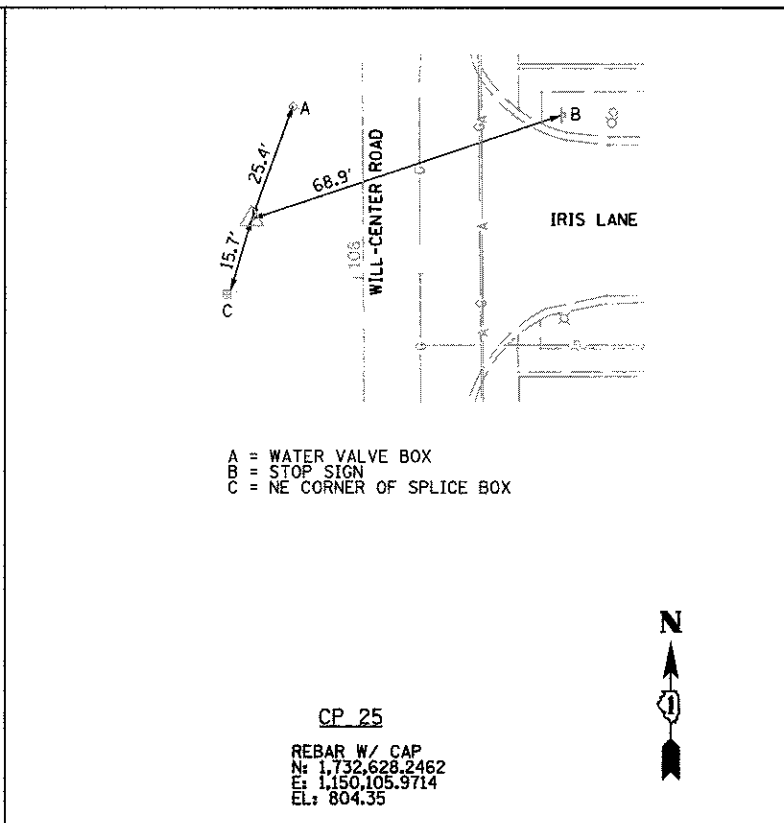 A
25.4'
68.9'
B
15.7'
C
108
WILL-CENTER ROAD
IRIS LANE
A = WATER VALVE BOX
B = STOP SIGN
C = NE CORNER OF SPLICE BOX
N
1
CP 25
REBAR W/ CAP
N: 1,732,628.2462
E: 1,150,105.9714
EL: 804.35